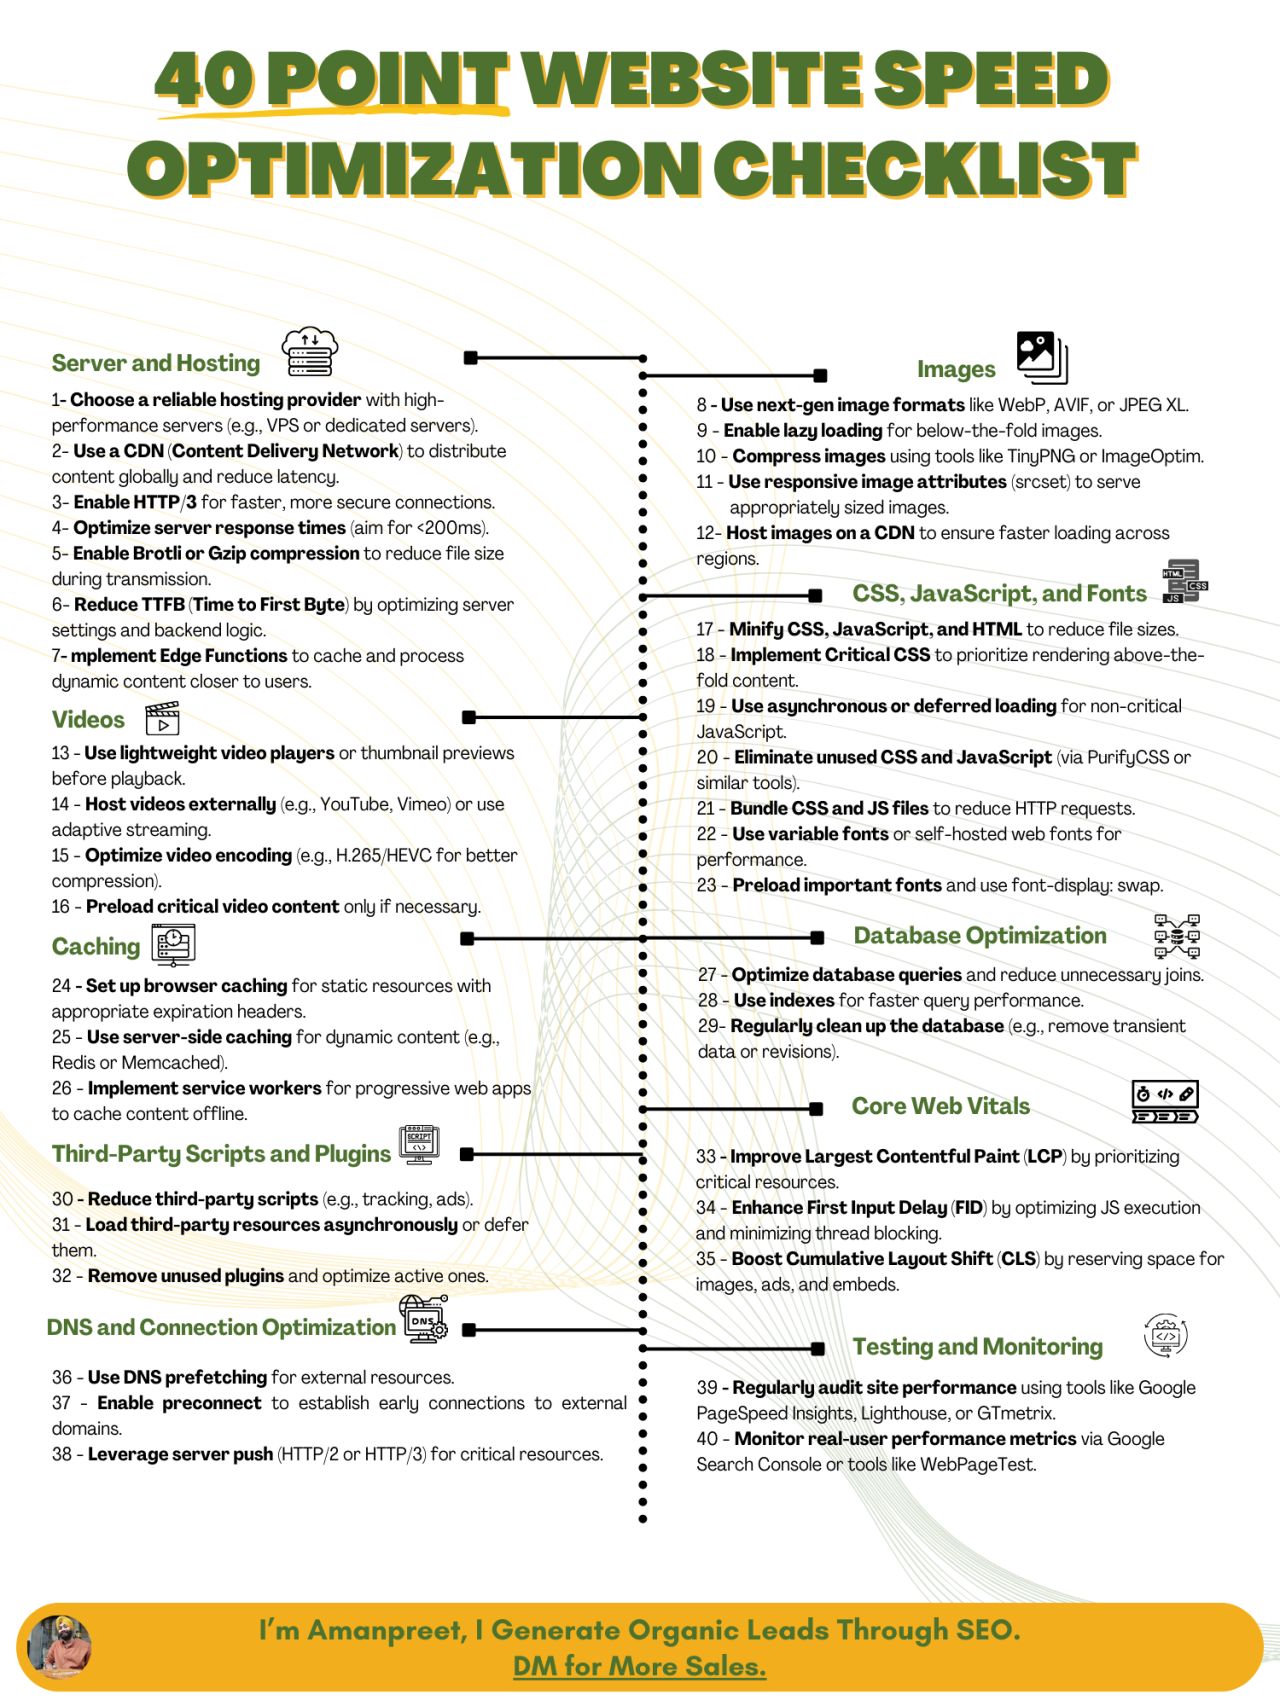 40 POINT WEBSITE SPEED
OPTIMIZATION CHECKLIST
Server and Hosting
1- Choose a reliable hosting provider with high-
performance servers (e.g., VPS or dedicated servers).
2- Use a CDN (Content Delivery Network) to distribute
content globally and reduce latency.
3- Enable HTTP/3 for faster, more secure connections.
4- Optimize server response times (aim for <200ms).
5- Enable Brotli or Gzip compression to reduce file size
during transmission.
6- Reduce TTFB (Time to First Byte) by optimizing server
settings and backend logic.
7- mplement Edge Functions to cache and process
dynamic content closer to users.
Images
8 - Use next-gen image formats like WebP, AVIF, or JPEG XL.
9 - Enable lazy loading for below-the-fold images.
10 - Compress images using tools like TinyPNG or ImageOptim.
11 - Use responsive image attributes (srcset) to serve
appropriately sized images.
12- Host images on a CDN to ensure faster loading across
regions.
Videos
13 - Use lightweight video players or thumbnail previews
before playback.
14 - Host videos externally (e.g., YouTube, Vimeo) or use
adaptive streaming.
15 - Optimize video encoding (e.g., H.265/HEVC for better
compression).
16 - Preload critical video content only if necessary.
CSS, JavaScript, and Fonts
HTML
CSS
JS
17 - Minify CSS, JavaScript, and HTML to reduce file sizes.
18 - Implement Critical CSS to prioritize rendering above-the-
fold content.
19 - Use asynchronous or deferred loading for non-critical
JavaScript.
20 - Eliminate unused CSS and JavaScript (via PurifyCSS or
similar tools).
21 - Bundle CSS and JS files to reduce HTTP requests.
22 - Use variable fonts or self-hosted web fonts for
performance.
23 - Preload important fonts and use font-display: swap.
Caching
24 - Set up browser caching for static resources with
appropriate expiration headers.
25 - Use server-side caching for dynamic content (e.g.,
Redis or Memcached).
26 - Implement service workers for progressive web apps
to cache content offline.
Database Optimization
27 - Optimize database queries and reduce unnecessary joins.
28 - Use indexes for faster query performance.
29- Regularly clean up the database (e.g., remove transient
data or revisions).
Third-Party Scripts and Plugins
SCRIPT
30 - Reduce third-party scripts (e.g., tracking, ads).
31 - Load third-party resources asynchronously or defer
them.
32 - Remove unused plugins and optimize active ones.
Core Web Vitals
33 - Improve Largest Contentful Paint (LCP) by prioritizing
critical resources.
34 - Enhance First Input Delay (FID) by optimizing JS execution
and minimizing thread blocking.
35 - Boost Cumulative Layout Shift (CLS) by reserving space for
images, ads, and embeds.
DNS and Connection Optimization
DNS
36 - Use DNS prefetching for external resources.
37 - Enable preconnect to establish early connections to external
domains.
38 - Leverage server push (HTTP/2 or HTTP/3) for critical resources.
Testing and Monitoring
39 - Regularly audit site performance using tools like Google
PageSpeed Insights, Lighthouse, or GTmetrix.
40 - Monitor real-user performance metrics via Google
Search Console or tools like WebPageTest.
I'm Amanpreet, I Generate Organic Leads Through SEO.
DM for More Sales.